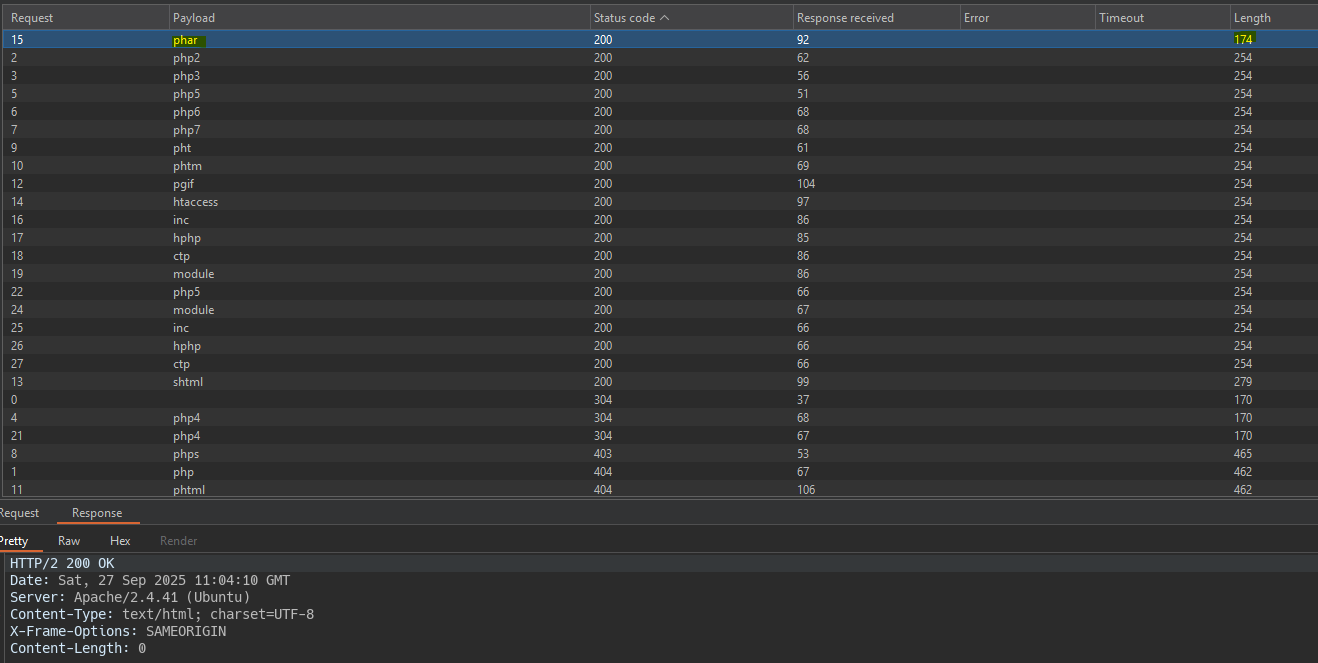 Request Payload Status code Response received Error Timeout Length
15 phar 200 92 174
2 php2 200 62 254
3 php3 200 56 254
5 php5 200 51 254
6 php6 200 68 254
7 php7 200 68 254
9 pht 200 61 254
10 phtm 200 69 254
12 pgif 200 104 254
14 htaccess 200 97 254
16 inc 200 86 254
17 hphp 200 85 254
18 ctp 200 86 254
19 module 200 86 254
22 php5 200 66 254
24 module 200 67 254
25 inc 200 66 254
26 hphp 200 66 254
27 ctp 200 66 254
13 shtml 200 99 279
0 304 37 170
4 php4 304 68 170
21 php4 304 67 170
8 phps 403 53 465
1 php 404 67 462
11 phtml 404 106 462
Request Response
Pretty Raw Hex Render
HTTP/2 200 OK
Date: Sat, 27 Sep 2025 11:04:10 GMT
Server: Apache/2.4.41 (Ubuntu)
Content-Type: text/html; charset=UTF-8
X-Frame-Options: SAMEORIGIN
Content-Length: 0